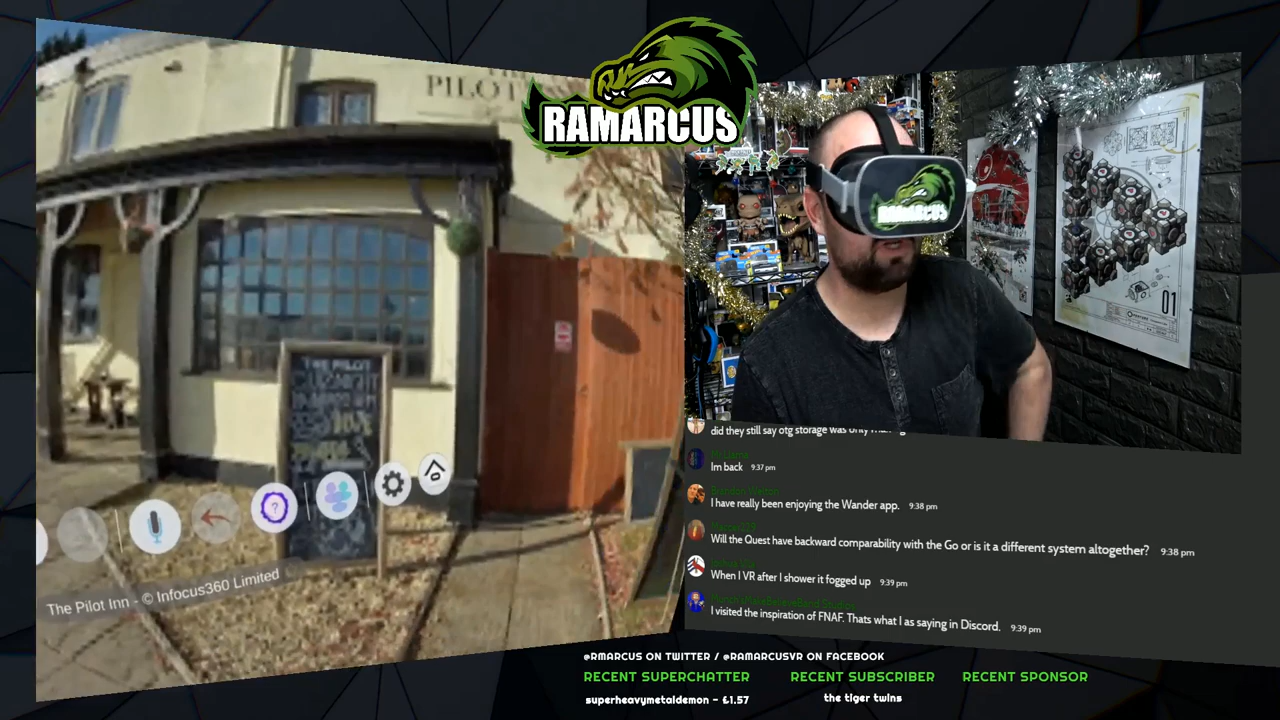 PILOT
RAMARCUS
RAMARCUS
01
THE PILOT
QUIZ NIGHT
The Pilot Inn - © Infocus360 Limited
did they still say otg storage was only
Im back 9:37 pm
I have really been enjoying the Wander app. 9:38 pm
Will the Quest have backward comparability with the Go or is it a different system altogether? 9:38 pm
When I VR after I shower it fogged up 9:39 pm
I visited the inspiration of FNAF. Thats what I as saying in Discord. 9:39 pm
@RMARCUS ON TWITTER / @RAMARCUSVR ON FACEBOOK
RECENT SUPERCHATTER RECENT SUBSCRIBER RECENT SPONSOR
superheavymetaldemon - £1.57 the tiger twins